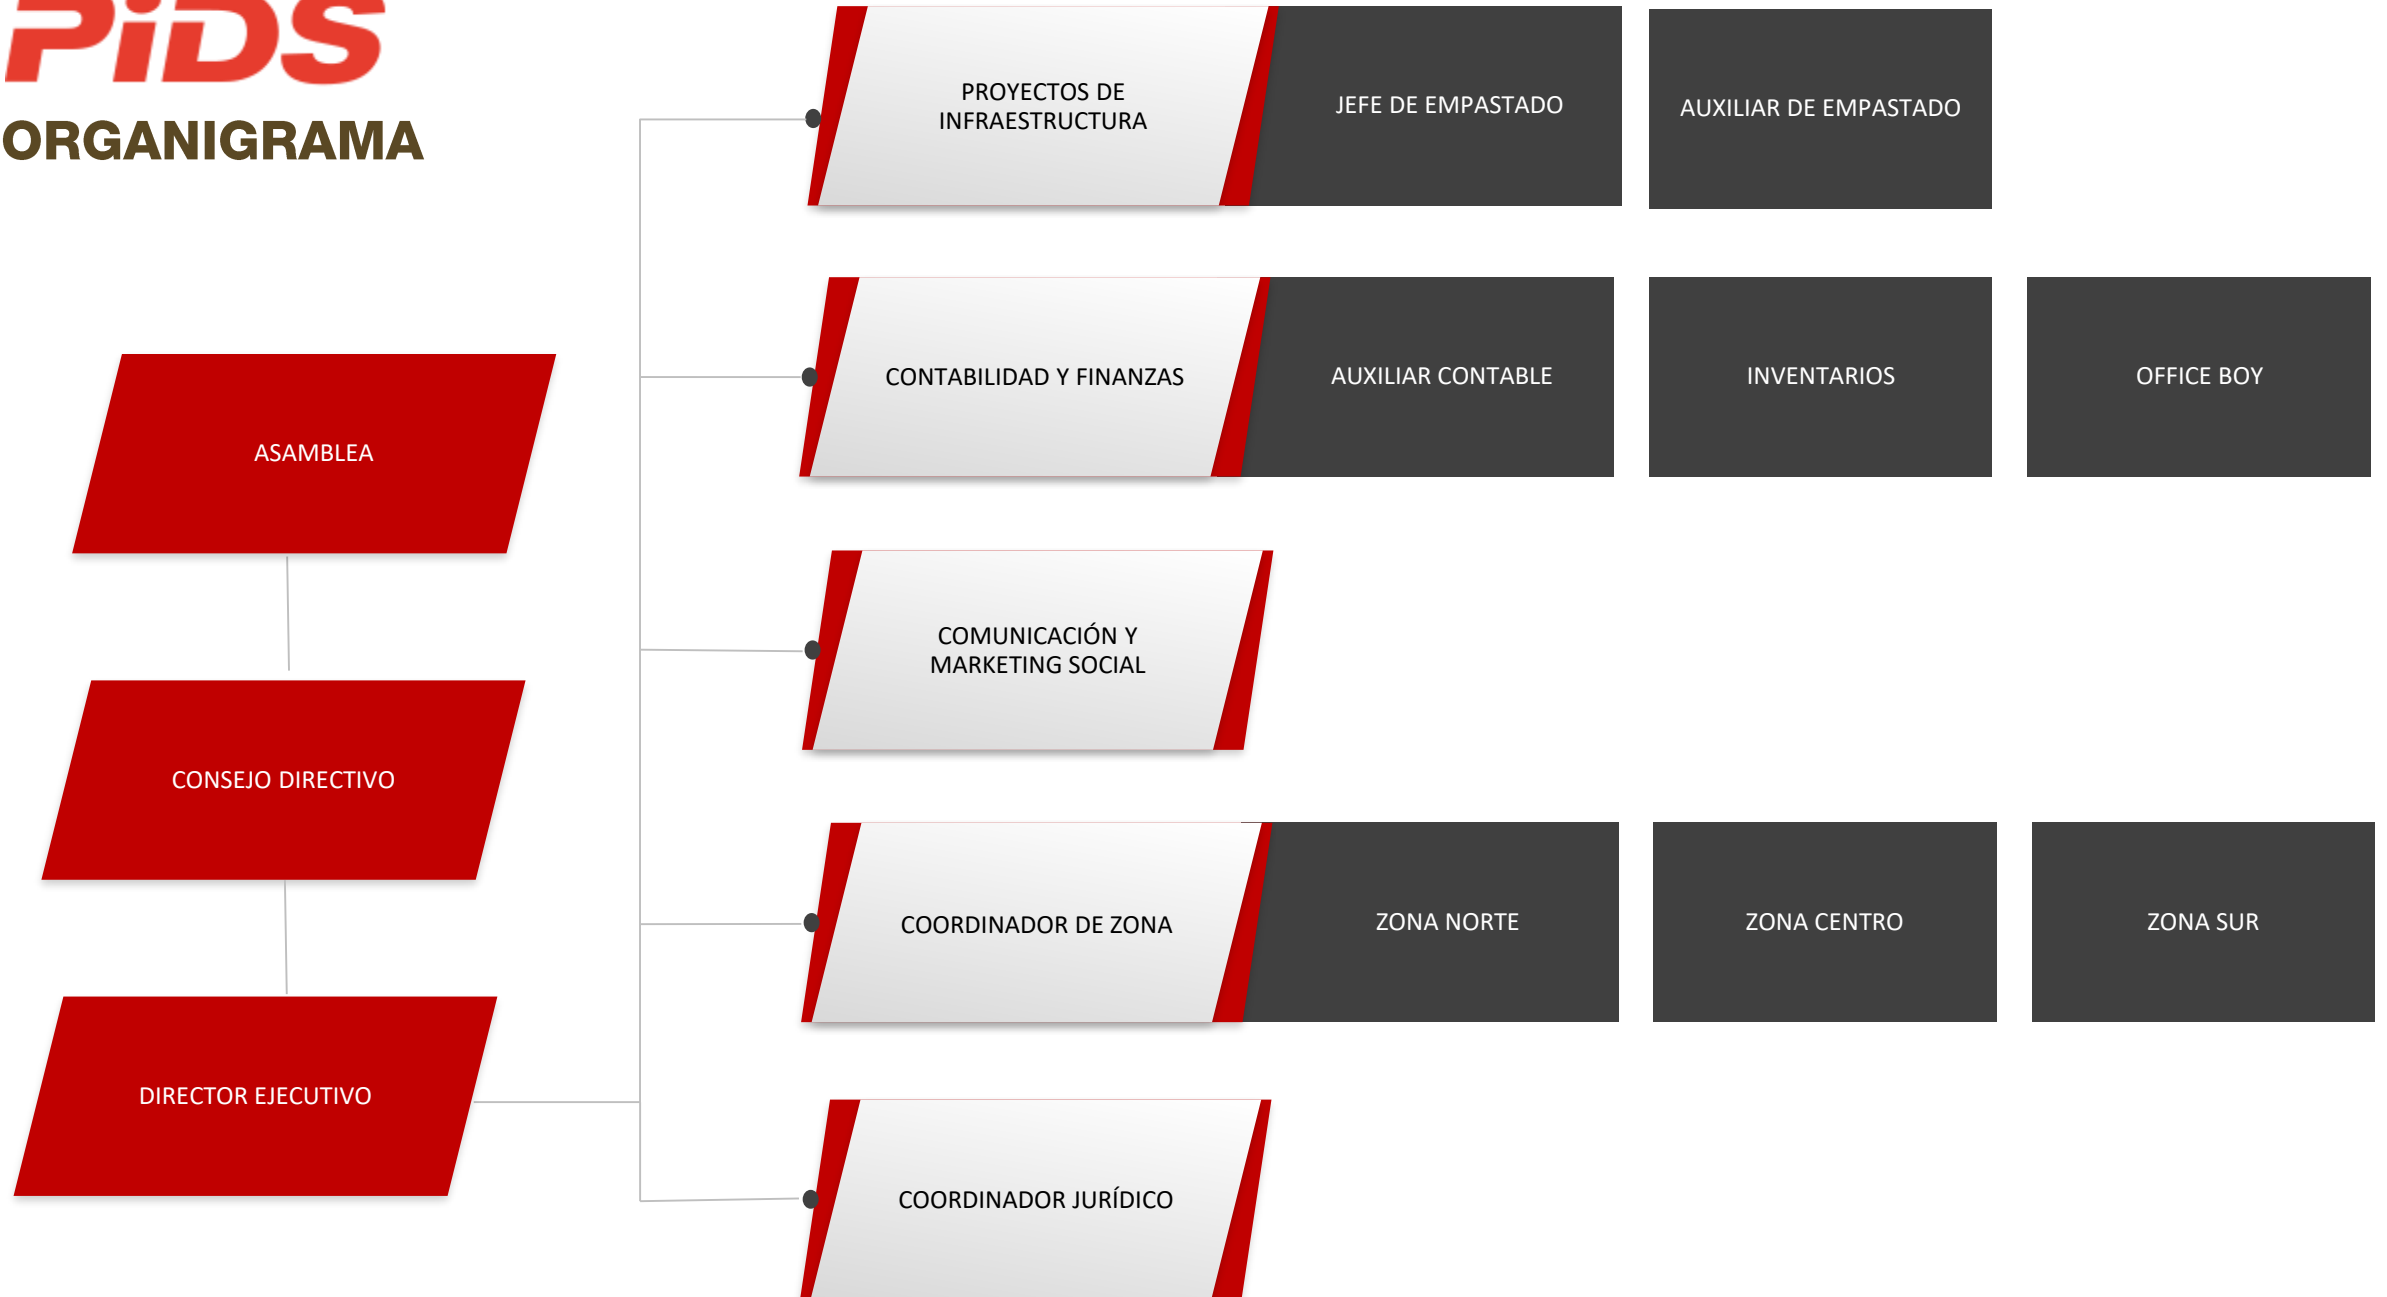 PiDS
ORGANIGRAMA
PROYECTOS DE
INFRAESTRUCTURA
JEFE DE EMPASTADO
AUXILIAR DE EMPASTADO
CONTABILIDAD Y FINANZAS
AUXILIAR CONTABLE
INVENTARIOS
OFFICE BOY
ASAMBLEA
COMUNICACIÓN Y
MARKETING SOCIAL
CONSEJO DIRECTIVO
COORDINADOR DE ZONA
ZONA NORTE
ZONA CENTRO
ZONA SUR
DIRECTOR EJECUTIVO
COORDINADOR JURÍDICO